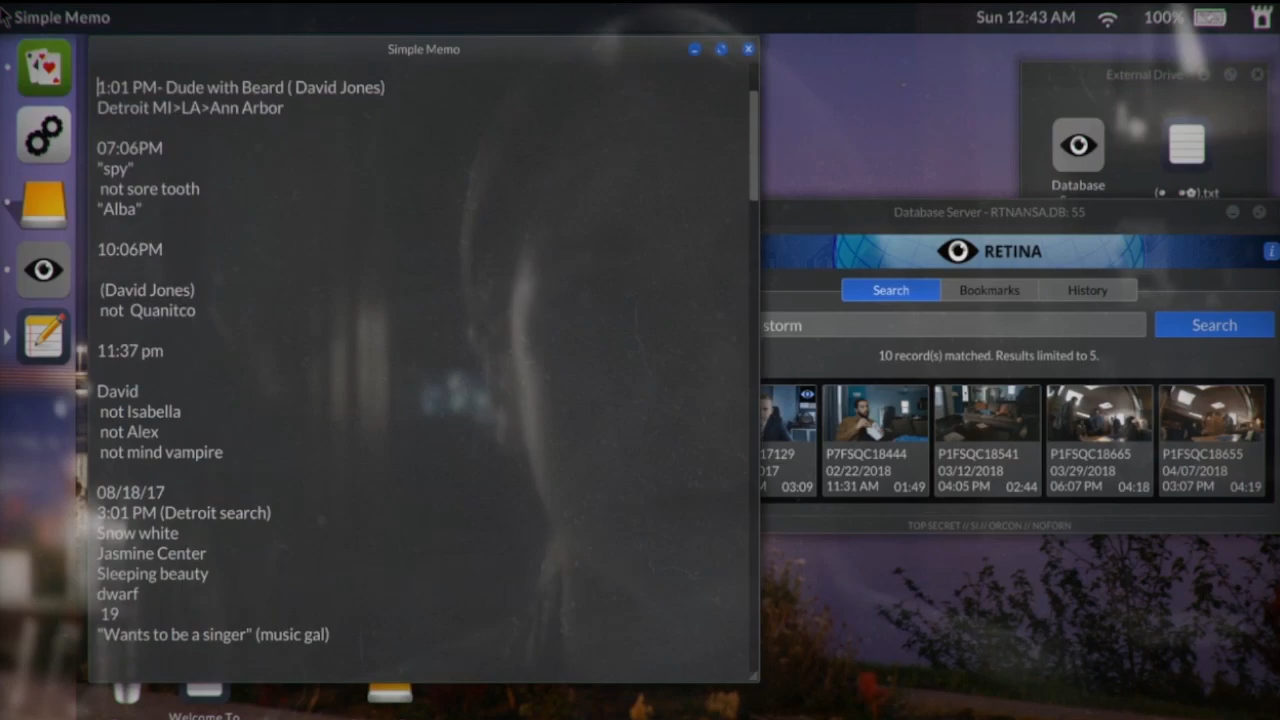 Simple Memo
Sun 12:43 AM
100%
Simple Memo
1:01 PM- Dude with Beard ( David Jones)
Detroit MI>LA>Ann Arbor
07:06PM
"spy"
not sore tooth
"Alba"
10:06PM
(David Jones)
not Quanitco
11:37 pm
David
not Isabella
not Alex
not mind vampire
08/18/17
3:01 PM (Detroit search)
Snow white
Jasmine Center
Sleeping beauty
dwarf
19
"Wants to be a singer" (music gal)
External Drive
Database
.txt
Database Server - RTNANSA.DB: 55
RETINA
Search
Bookmarks
History
storm
Search
10 record(s) matched. Results limited to 5.
17129
017
M 03:09
P7FSQC18444
02/22/2018
11:31 AM 01:49
P1FSQC18541
03/12/2018
04:05 PM 02:44
P1FSQC18665
03/29/2018
06:07 PM 04:18
P1FSQC18655
04/07/2018
03:07 PM 04:19
TOP SECRET // SI // ORCON // NOFORN
Welcome To